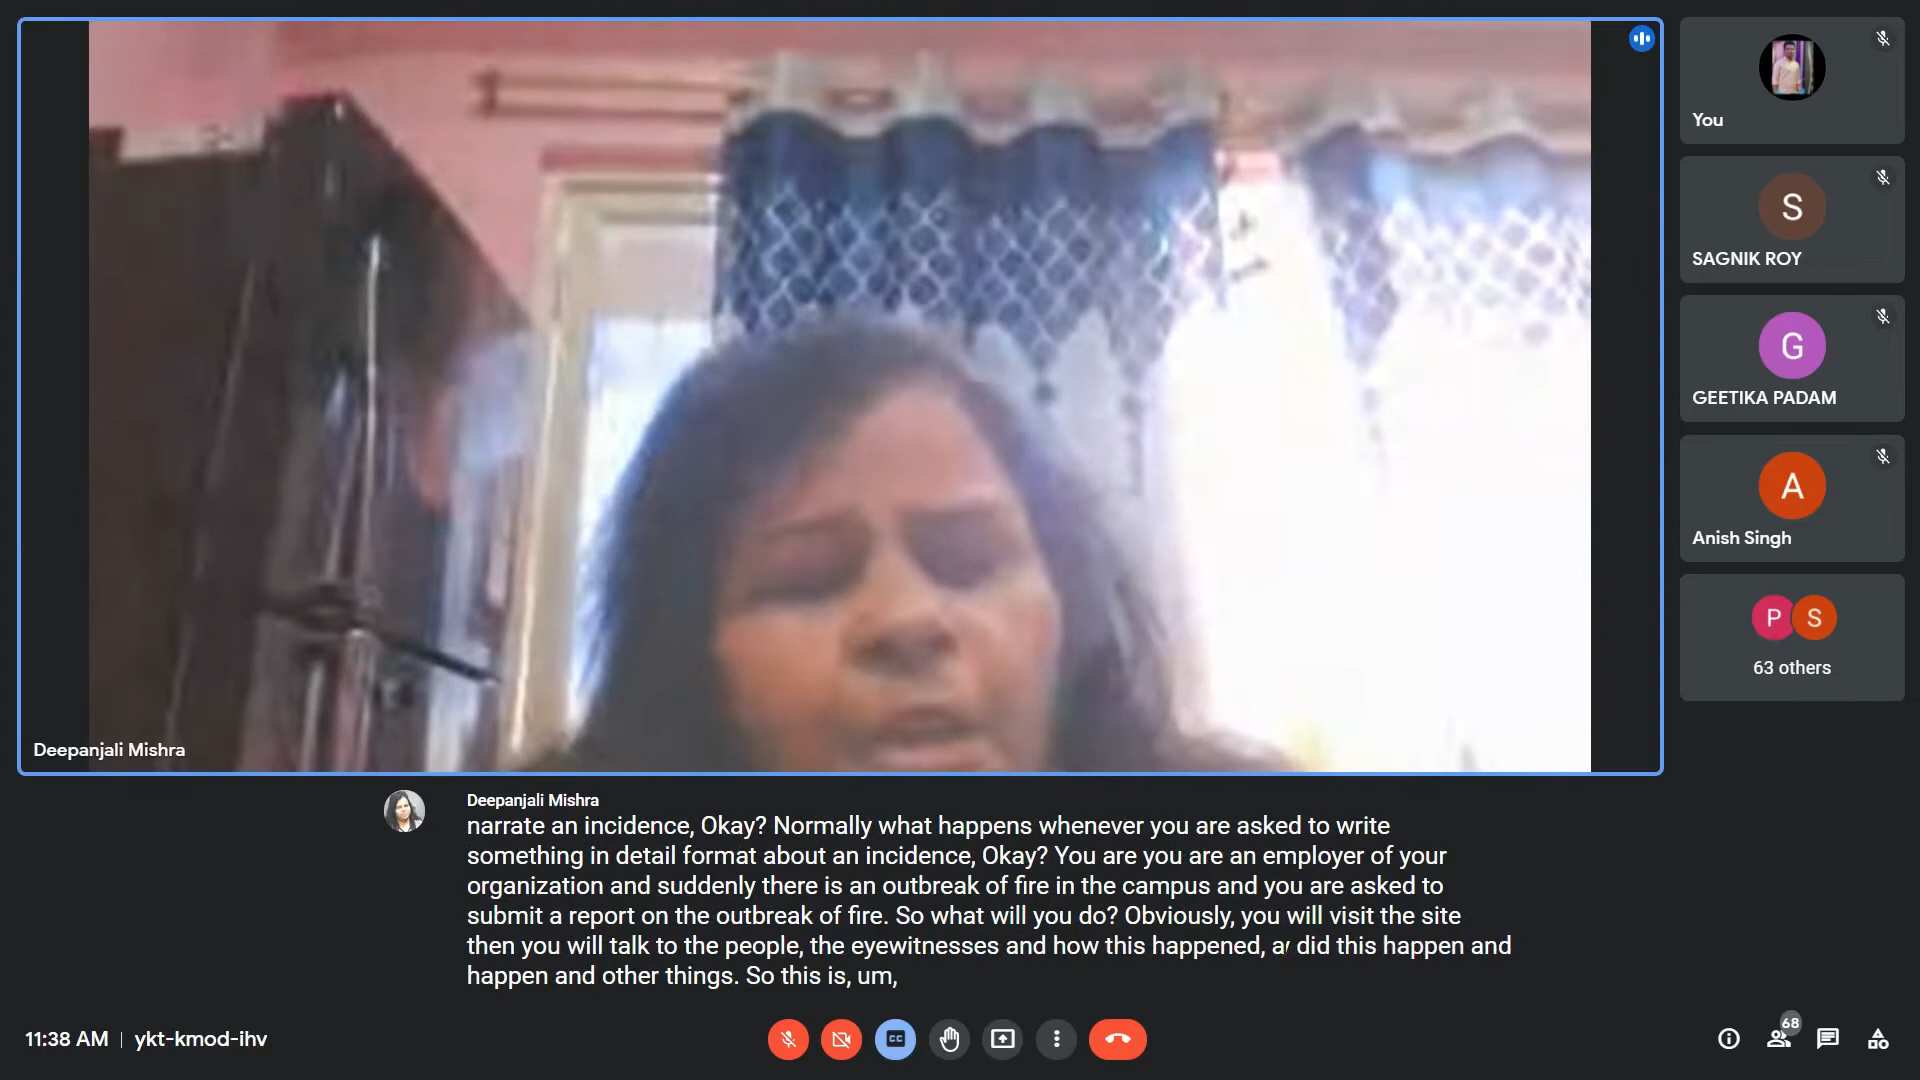 You
S
SAGNIK ROY
G
GEETIKA PADAM
A
Anish Singh
P S
63 others
Deepanjali Mishra
Deepanjali Mishra
narrate an incidence, Okay? Normally what happens whenever you are asked to write
something in detail format about an incidence, Okay? You are you are an employer of your
organization and suddenly there is an outbreak of fire in the campus and you are asked to
submit a report on the outbreak of fire. So what will you do? Obviously, you will visit the site
then you will talk to the people, the eyewitnesses and how this happened, did this happen and
happen and other things. So this is, um,
11:38 AM | ykt-kmod-ihv
CC
68